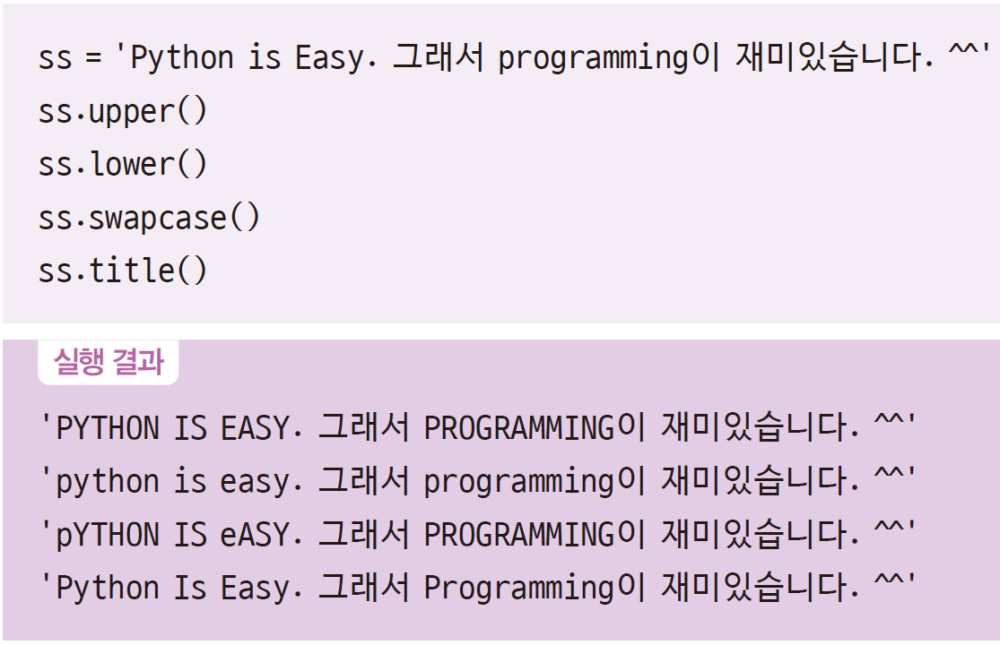 ss = 'Python is Easy. 그래서 programming이 재미있습니다. ^^'
ss.upper()
ss.lower()
ss.swapcase()
ss.title()
실행 결과
'PYTHON IS EASY. 그래서 PROGRAMMING이 재미있습니다. ^^'
'python is easy. 그래서 programming이 재미있습니다. ^^'
'pYTHON IS eASY. 그래서 PROGRAMMING이 재미있습니다. ^^'
'Python Is Easy. 그래서 Programming이 재미있습니다. ^^'